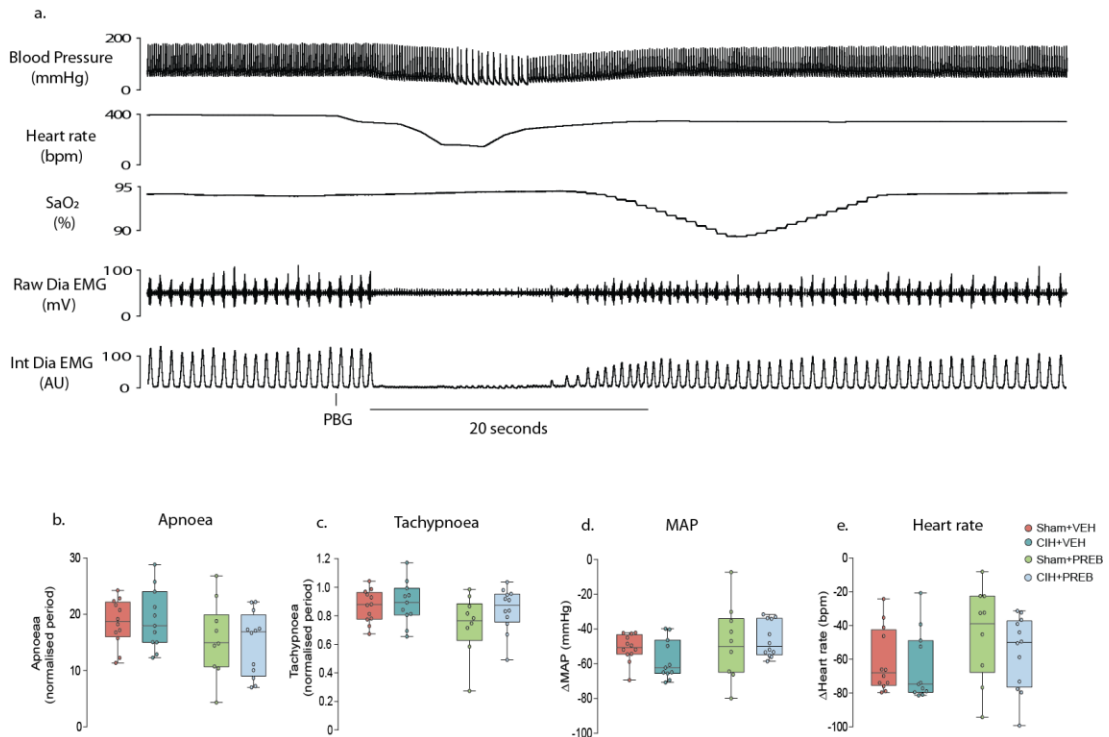 a.
Blood Pressure
(mmHg)
200
0
Heart rate
(bpm)
400
0
SaO₂
(%)
95
90
Raw Dia EMG
(mV)
100
0
Int Dia EMG
(AU)
100
0
PBG
20 seconds
b.
Apnoea
Apnoeaa
(normalised period)
30
20
10
0
c.
Tachypnoea
Tachypnoea
(normalised period)
1.2
1.0
0.8
0.6
0.4
0.2
0
d.
MAP
ΔMAP (mmHg)
0
-20
-40
-60
-80
-100
e.
Heart rate
ΔHeart rate (bpm)
0
-20
-40
-60
-80
-100
Sham+VEH
CIH+VEH
Sham+PREB
CIH+PREB